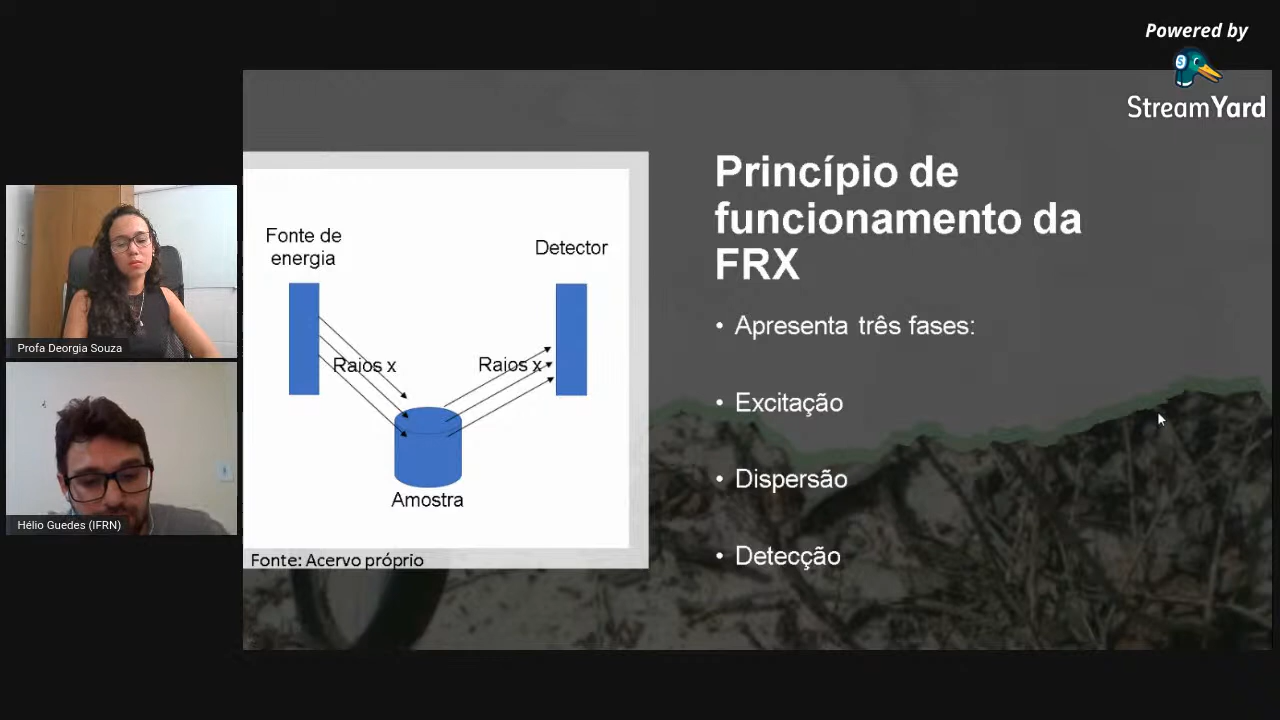 Powered by
StreamYard
Profa Deorgia Souza
Hélio Guedes (IFRN)
Fonte de
energia
Detector
Raios x
Raios x
Amostra
Fonte: Acervo próprio
Princípio de
funcionamento da
FRX
• Apresenta três fases:
• Excitação
• Dispersão
• Detecção